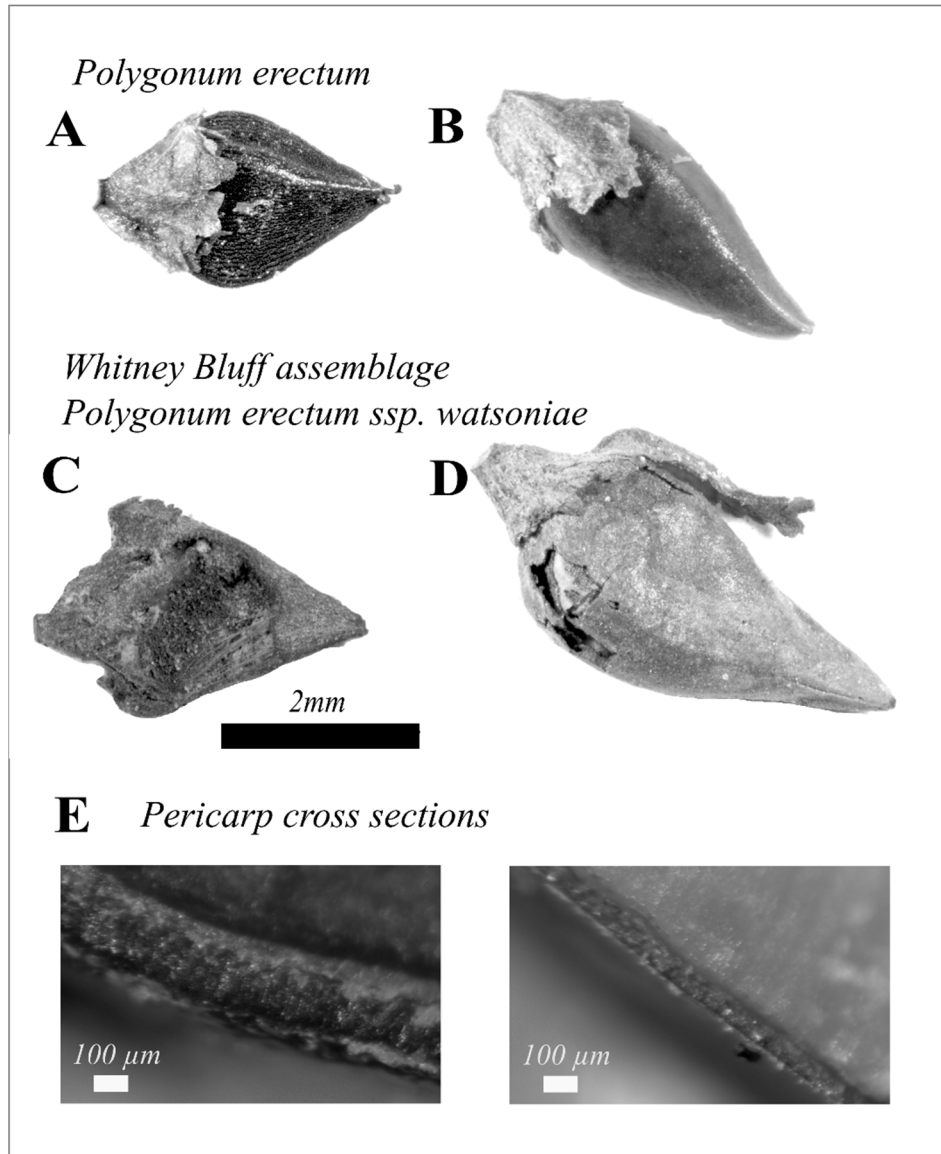 Polygonum erectum
A
B
Whitney Bluff assemblage
Polygonum erectum ssp. watsoniae
C
D
2mm
E Pericarp cross sections
100 µm
100 µm